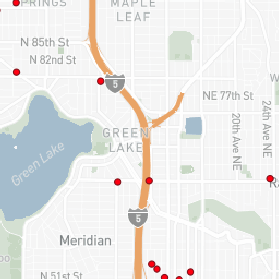 MAPLE
LEAF
N 85th St
N 82nd St
5
NE 77th St
20th Ave NE
24th Ave NE
GREEN
LAKE
Green Lake
5
Meridian
N 51st St